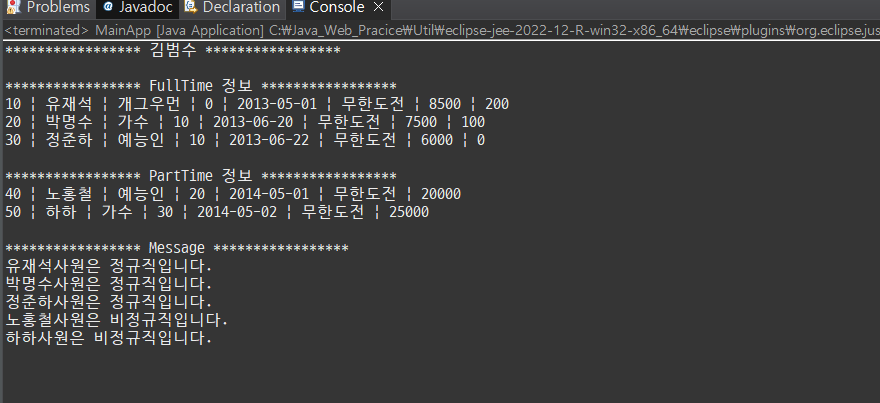 Problems @ Javadoc Declaration Console
<terminated> MainApp [Java Application] C:₩Java_Web_Pracice₩Util₩eclipse-jee-2022-12-R-win32-x86_64₩eclipse₩plugins₩org.eclipse.jus
***************** 김범수 *****************
***************** FullTime 정보 *****************
10 ¦ 유재석 ¦ 개그우먼 ¦ 0 ¦ 2013-05-01 ¦ 무한도전 ¦ 8500 ¦ 200
20 ¦ 박명수 ¦ 가수 ¦ 10 ¦ 2013-06-20 ¦ 무한도전 ¦ 7500 ¦ 100
30 ¦ 정준하 ¦ 예능인 ¦ 10 ¦ 2013-06-22 ¦ 무한도전 ¦ 6000 ¦ 0
***************** PartTime 정보 *****************
40 ¦ 노홍철 ¦ 예능인 ¦ 20 ¦ 2014-05-01 ¦ 무한도전 ¦ 20000
50 ¦ 하하 ¦ 가수 ¦ 30 ¦ 2014-05-02 ¦ 무한도전 ¦ 25000
***************** Message *****************
유재석사원은 정규직입니다.
박명수사원은 정규직입니다.
정준하사원은 정규직입니다.
노홍철사원은 비정규직입니다.
하하사원은 비정규직입니다.